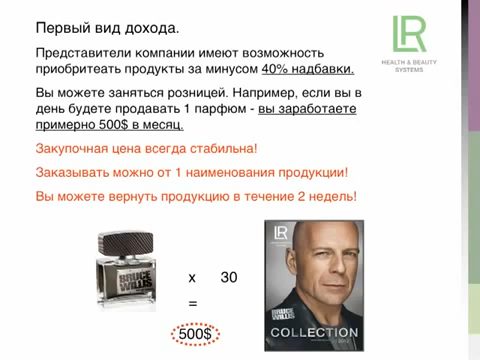 Первый вид дохода.
LR
HEALTH & BEAUTY
SYSTEMS
Представители компании имеют возможность
приобритеать продукты за минусом 40% надбавки.
Вы можете заняться розницей. Например, если вы в
день будете продавать 1 парфюм - вы заработаете
примерно 500$ в месяц.
Закупочная цена всегда стабильна!
Заказывать можно от 1 наименования продукции!
Вы можете вернуть продукцию в течение 2 недель!
BRUCE
WILLIS
x 30
=
500$
LR
BRUCE
WILLIS
COLLECTION